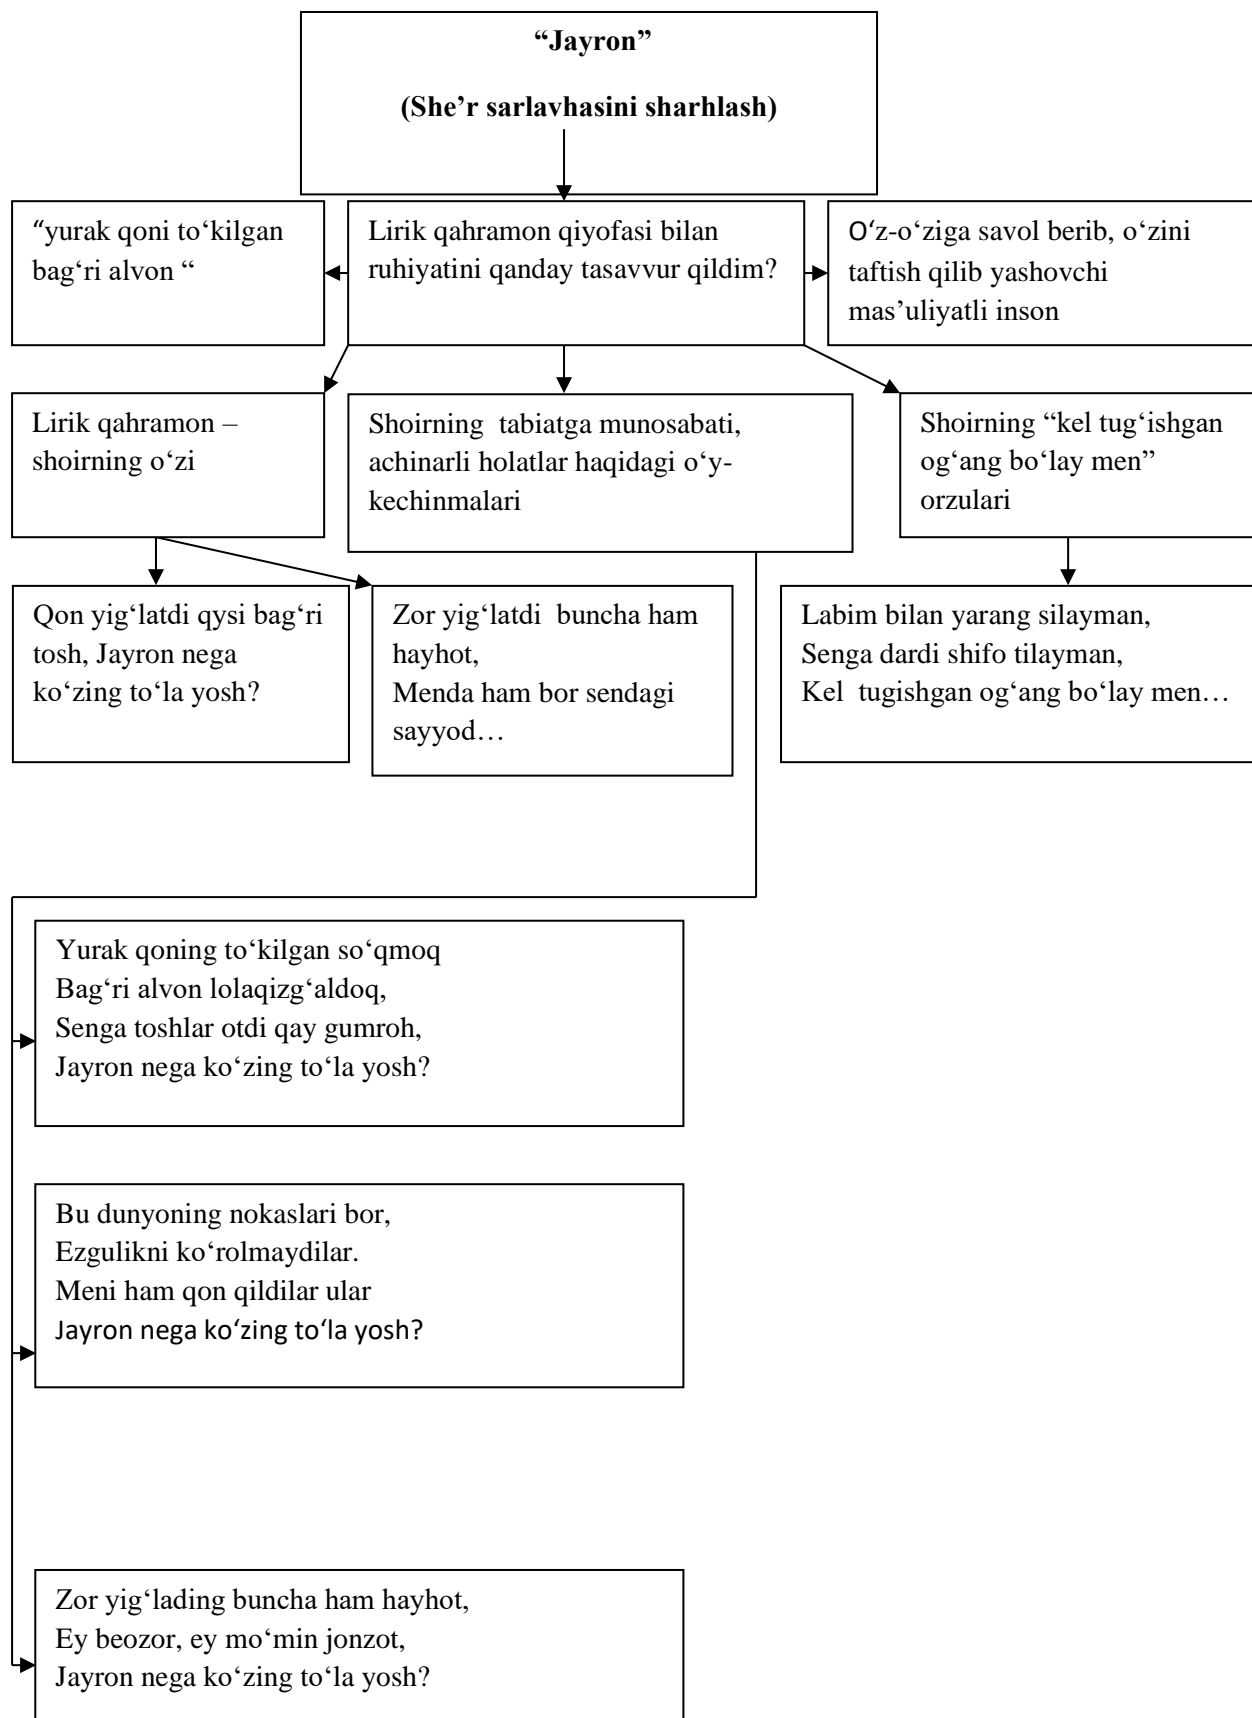 “Jayron”
(She’r sarlavhasini sharhlash)
“yurak qoni to‘kilgan
bag‘ri alvon “
Lirik qahramon qiyofasi bilan
ruhiyatini qanday tasavvur qildim?
O‘z-o‘ziga savol berib, o‘zini
taftish qilib yashovchi
mas’uliyatli inson
Lirik qahramon –
shoirning o‘zi
Shoirning tabiatga munosabati,
achinarli holatlar haqidagi o‘y-
kechinmalari
Shoirning “kel tug‘ishgan
og‘ang bo‘lay men”
orzulari
Qon yig‘latdi qysi bag‘ri
tosh, Jayron nega
ko‘zing to‘la yosh?
Zor yig‘latdi buncha ham
hayhot,
Menda ham bor sendagi
sayyod…
Labim bilan yarang silayman,
Senga dardi shifo tilayman,
Kel tugishgan og‘ang bo‘lay men…
Yurak qoning to‘kilgan so‘qmoq
Bag‘ri alvon lolaqizg‘aldoq,
Senga toshlar otdi qay gumroh,
Jayron nega ko‘zing to‘la yosh?
Bu dunyoning nokaslari bor,
Ezgulikni ko‘rolmaydilar.
Meni ham qon qildilar ular
Jayron nega ko‘zing to‘la yosh?
Zor yig‘lading buncha ham hayhot,
Ey beozor, ey mo‘min jonzot,
Jayron nega ko‘zing to‘la yosh?